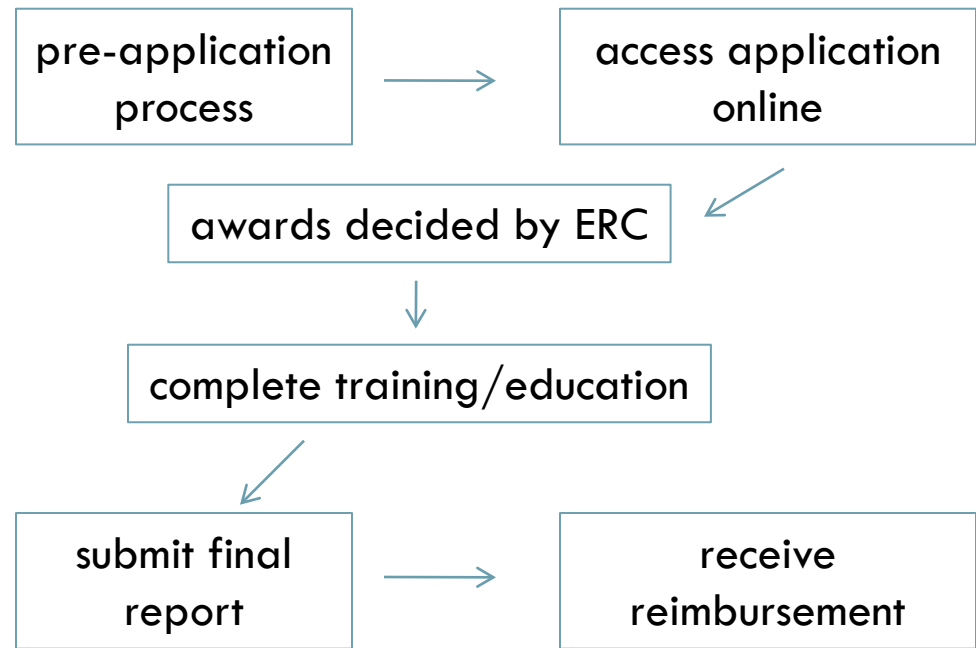 pre-application
process
access application
online
awards decided by ERC
complete training/education
submit final
report
receive
reimbursement